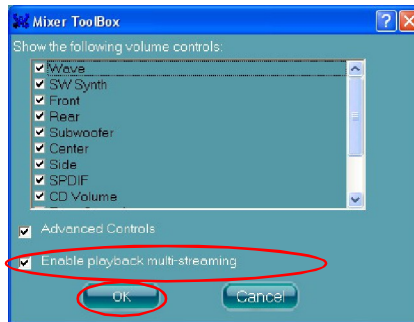 Mixer ToolBox
Show the following volume controls:
Wave
SW Synth
Front
Rear
Subwoofer
Center
Side
SPDIF
CD Volume
Advanced Controls
Enable playback multi-streaming
OK
Cancel